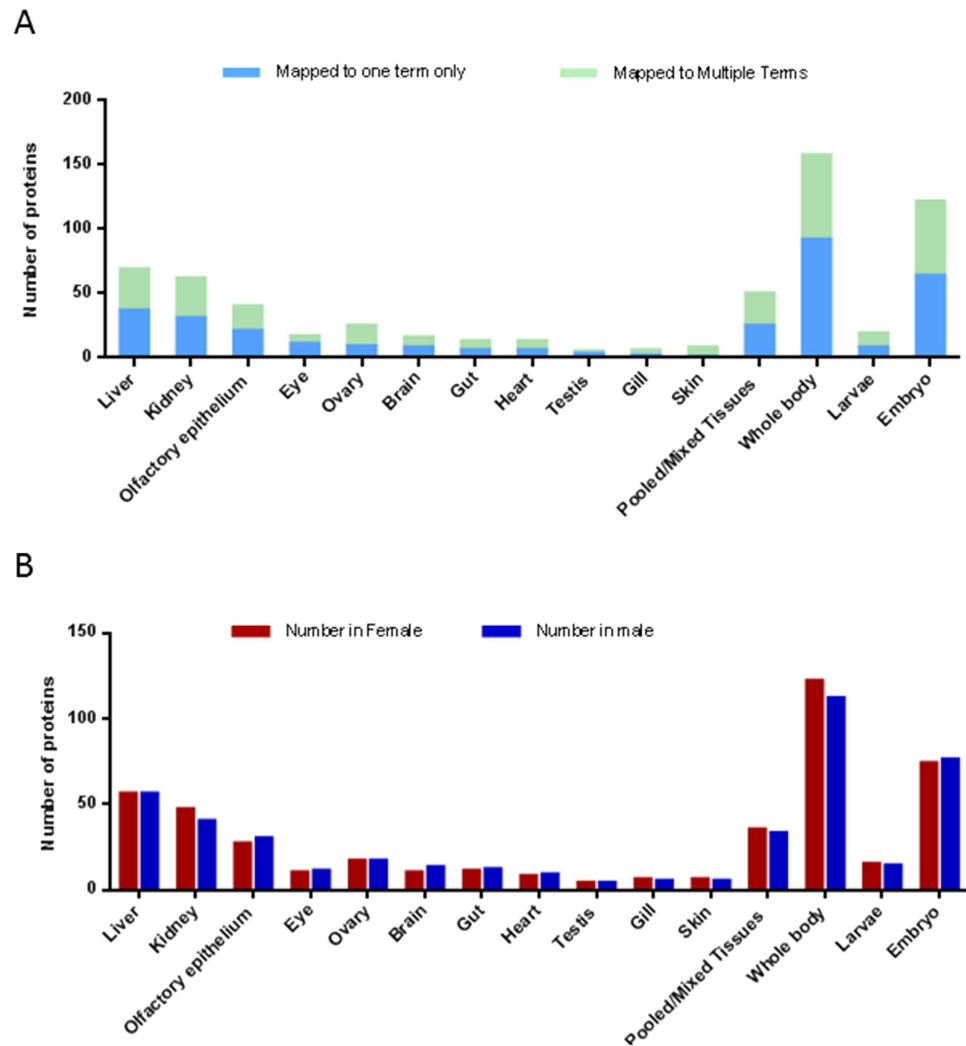 A
Mapped to one term only
Mapped to Multiple Terms
Number of proteins
200
150
100
50
0
Liver
Kidney
Olfactory epithelium
Eye
Ovary
Brain
Gut
Heart
Testis
Gill
Skin
Pooled/Mixed Tissues
Whole body
Larvae
Embryo
B
Number in Female
Number in male
Number of proteins
150
100
50
0
Liver
Kidney
Olfactory epithelium
Eye
Ovary
Brain
Gut
Heart
Testis
Gill
Skin
Pooled/Mixed Tissues
Whole body
Larvae
Embryo